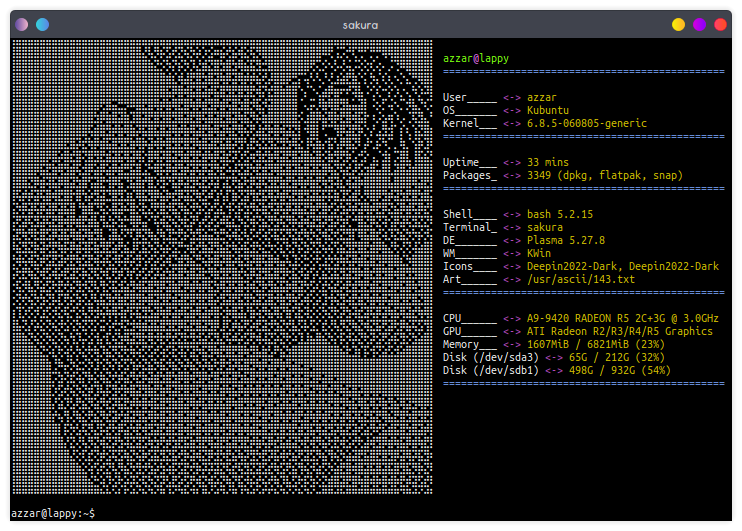 sakura
azzar@lappy
===============================================
User_____ <-> azzar
OS_______ <-> Kubuntu
Kernel___ <-> 6.8.5-060805-generic
===============================================
Uptime___ <-> 33 mins
Packages_ <-> 3349 (dpkg, flatpak, snap)
===============================================
Shell____ <-> bash 5.2.15
Terminal_ <-> sakura
DE_______ <-> Plasma 5.27.8
WM_______ <-> KWin
Icons____ <-> Deepin2022-Dark, Deepin2022-Dark
Art______ <-> /usr/ascii/143.txt
===============================================
CPU______ <-> A9-9420 RADEON R5 2C+3G @ 3.0GHz
GPU______ <-> ATI Radeon R2/R3/R4/R5 Graphics
Memory___ <-> 1607MiB / 6821MiB (23%)
Disk (/dev/sda3) <-> 65G / 212G (32%)
Disk (/dev/sdb1) <-> 498G / 932G (54%)
===============================================
azzar@lappy:~$